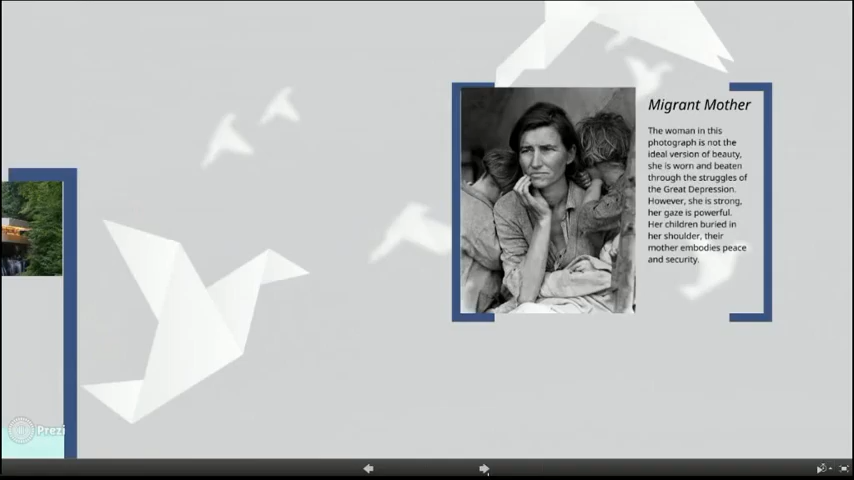 Migrant Mother
The woman in this
photograph is not the
ideal version of beauty,
she is worn and beaten
through the struggles of
the Great Depression.
However, she is strong,
her gaze is powerful.
Her children buried in
her shoulder, their
mother embodies peace
and security.
Prezi